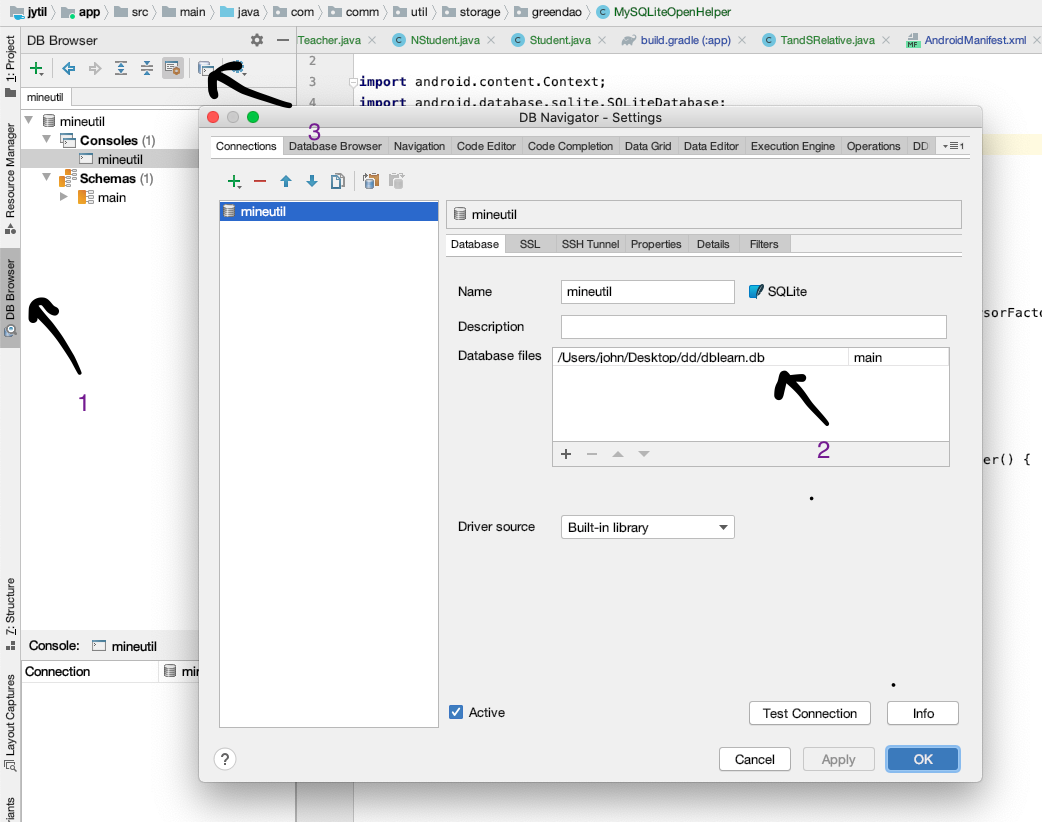 jytil app src main java com comm util storage greendao MySQLiteOpenHelper
DB Browser
Teacher.java NStudent.java Student.java build.gradle (:app) TandSRelative.java AndroidManifest.xml
1: Project
Resource Manager
DB Browser
Z: Structure
Layout Captures
mineutil
mineutil
Consoles (1)
mineutil
Schemas (1)
main
2
3 import android.content.Context;
4 import android.database.sqlite.SQLiteDatabase;
1
3
DB Navigator - Settings
Connections Database Browser Navigation Code Editor Code Completion Data Grid Data Editor Execution Engine Operations DD 1
mineutil
mineutil
Database SSL SSH Tunnel Properties Details Filters
Name mineutil SQLite
Description
Database files /Users/john/Desktop/dd/dblearn.db main
2
er() {
Driver source Built-in library
Console: mineutil
Connection
Active Test Connection Info
? Cancel Apply OK